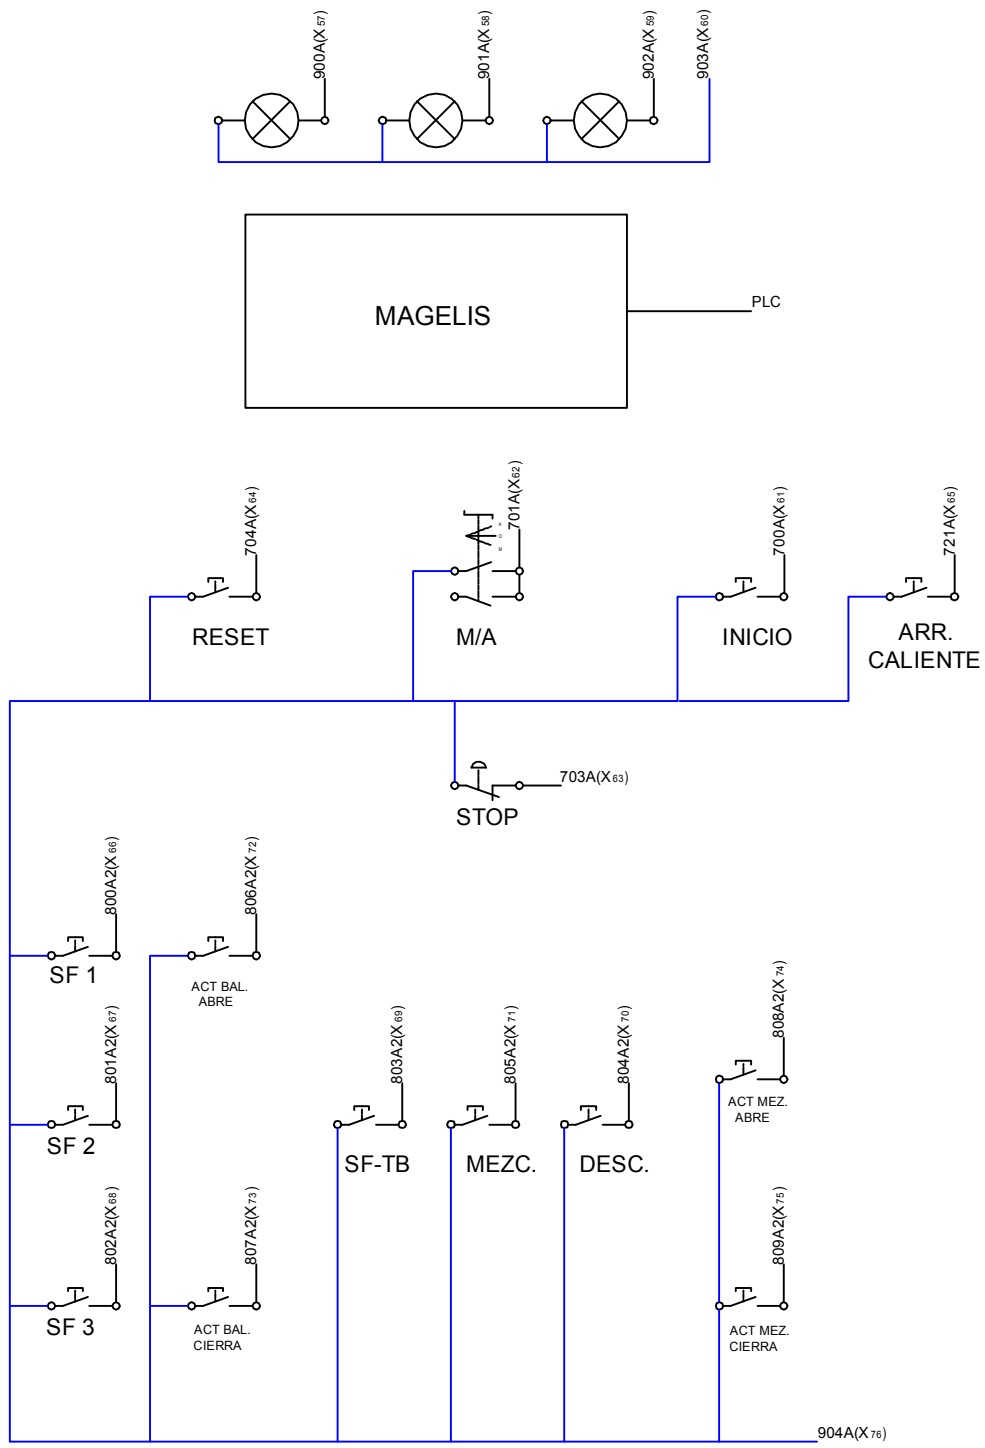 900A(X57)
901A(X58)
902A(X59)
903A(X60)
MAGELIS
PLC
704A(X64)
701A(X62)
700A(X61)
721A(X65)
A
O
M
RESET
M/A
INICIO
ARR.
CALIENTE
703A(X63)
STOP
800A2(X66)
806A2(X72)
SF 1
ACT BAL.
ABRE
808A2(X74)
801A2(X67)
803A2(X69)
805A2(X71)
804A2(X70)
ACT MEZ.
ABRE
SF 2
SF-TB
MEZC.
DESC.
802A2(X68)
807A2(X73)
809A2(X75)
SF 3
ACT BAL.
CIERRA
ACT MEZ.
CIERRA
904A(X76)